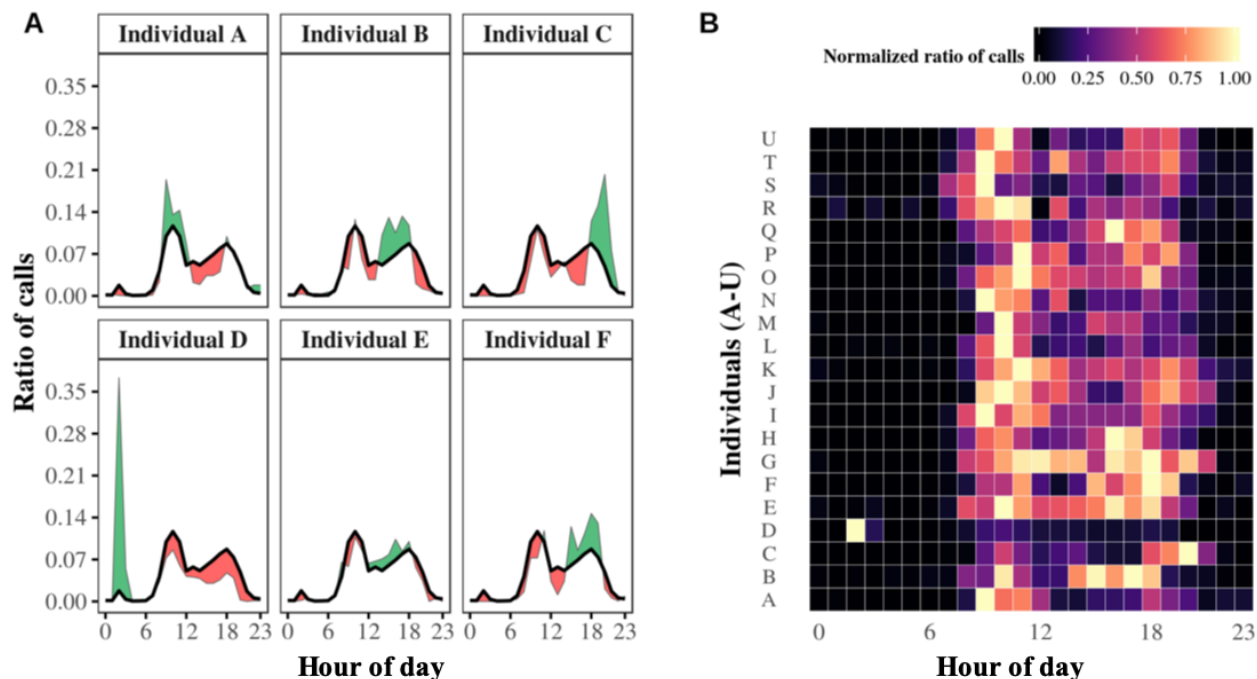 A
Individual A Individual B Individual C
0.35
0.28
0.21
0.14
0.07
0.00
Individual D Individual E Individual F
0.35
0.28
0.21
0.14
0.07
0.00
Ratio of calls
0 6 12 18 23 0 6 12 18 23 0 6 12 18 23
Hour of day
B
Normalized ratio of calls
0.00 0.25 0.50 0.75 1.00
Individuals (A-U)
U
T
S
R
Q
P
O
N
M
L
K
J
I
H
G
F
E
D
C
B
A
0 6 12 18 23
Hour of day